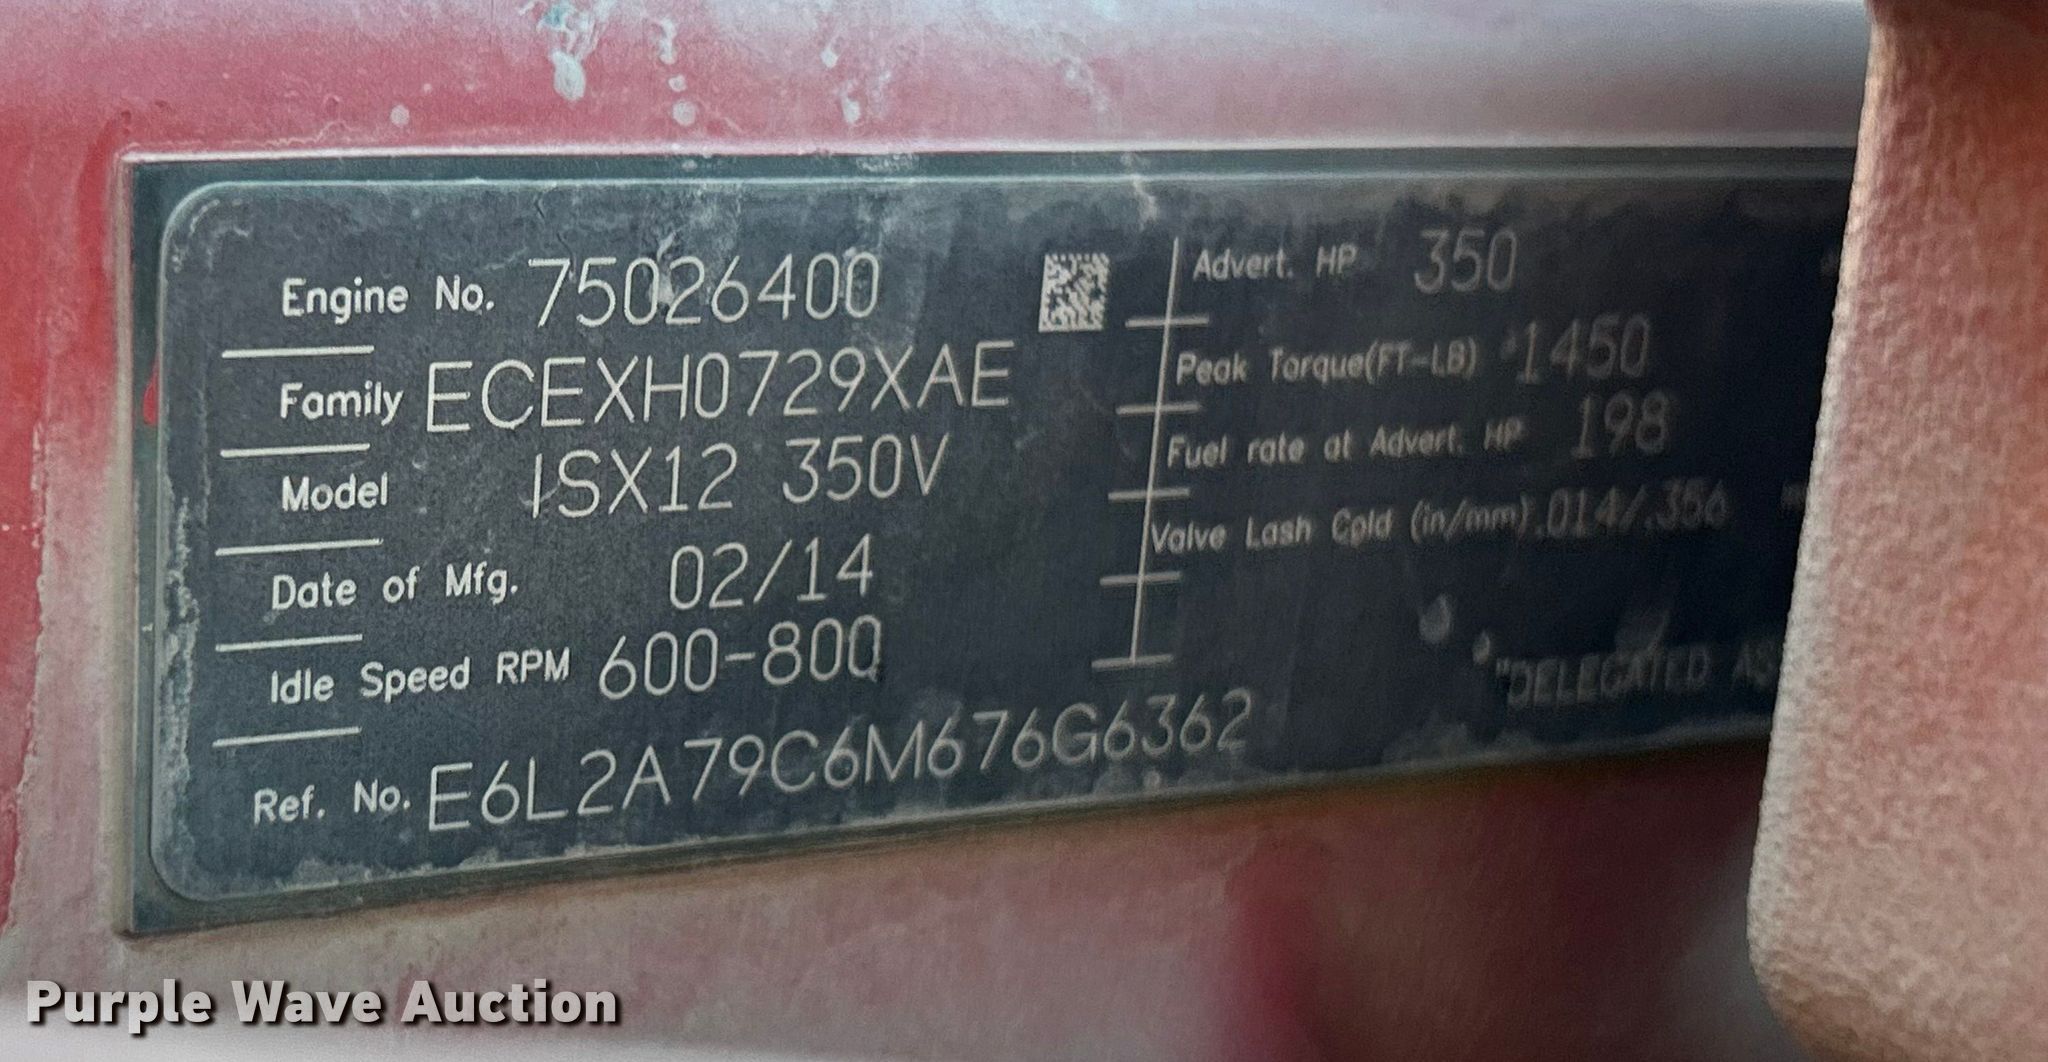 Engine No. 75026400
Family ECEXH0729XAE
Model ISX12 350V
Date of Mfg. 02/14
Idle Speed RPM 600-800
Ref. No. E6L2A79C6M676G6362
Advert. HP 350
Peak Torque(FT-LB) 1450
Fuel rate at Advert. HP 198
Valve Lash Cold (in/mm) .014/.356
"DELEGATED AS
Purple Wave Auction